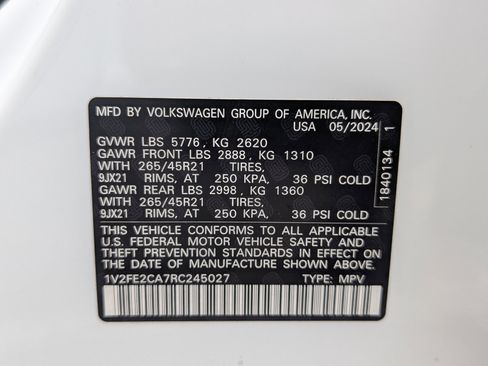 MFD BY VOLKSWAGEN GROUP OF AMERICA, INC.
USA 05/2024
GVWR LBS 5776, KG 2620
GAWR FRONT LBS 2888, KG 1310
WITH 265/45R21 TIRES,
9JX21 RIMS, AT 250 KPA, 36 PSI COLD
GAWR REAR LBS 2998, KG 1360
WITH 265/45R21 TIRES,
9JX21 RIMS, AT 250 KPA, 36 PSI COLD
THIS VEHICLE CONFORMS TO ALL APPLICABLE
U.S. FEDERAL MOTOR VEHICLE SAFETY AND
THEFT PREVENTION STANDARDS IN EFFECT ON
THE DATE OF MANUFACTURE SHOWN ABOVE.
1V2FE2CA7RC245027 TYPE: MPV
1840134 1